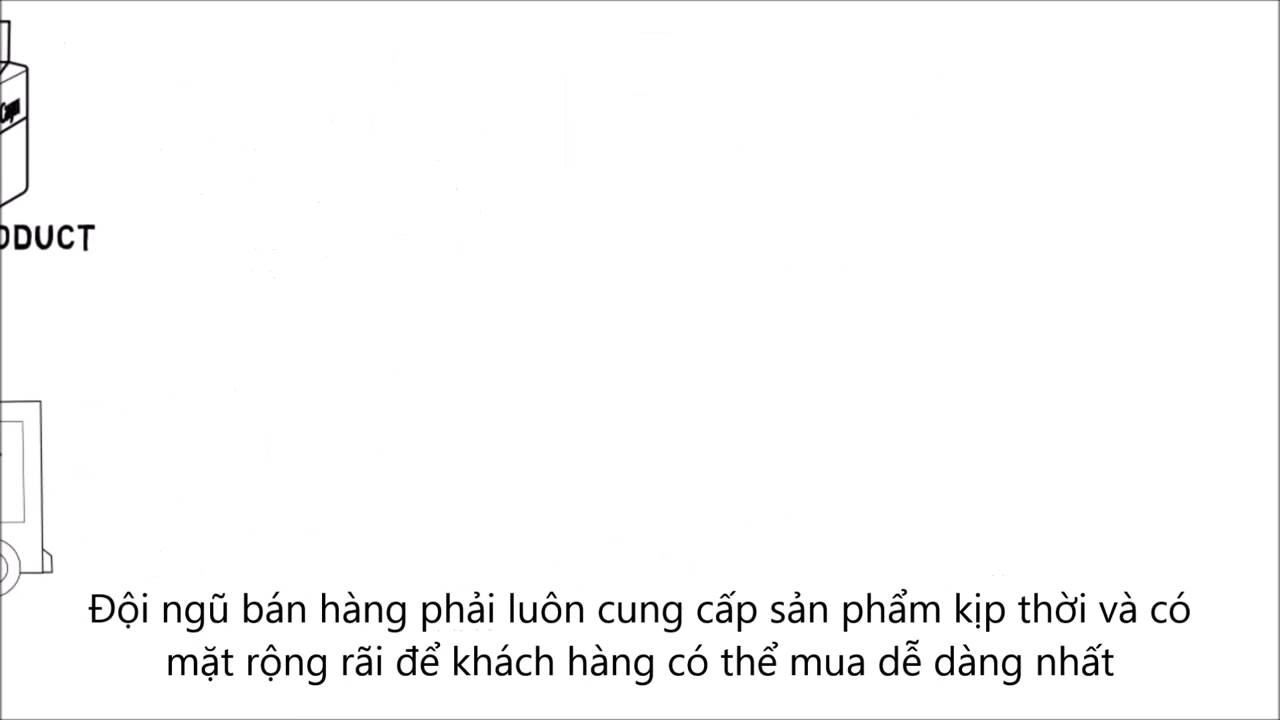 ODUCT
Đội ngũ bán hàng phải luôn cung cấp sản phẩm kịp thời và có
mặt rộng rãi để khách hàng có thể mua dễ dàng nhất